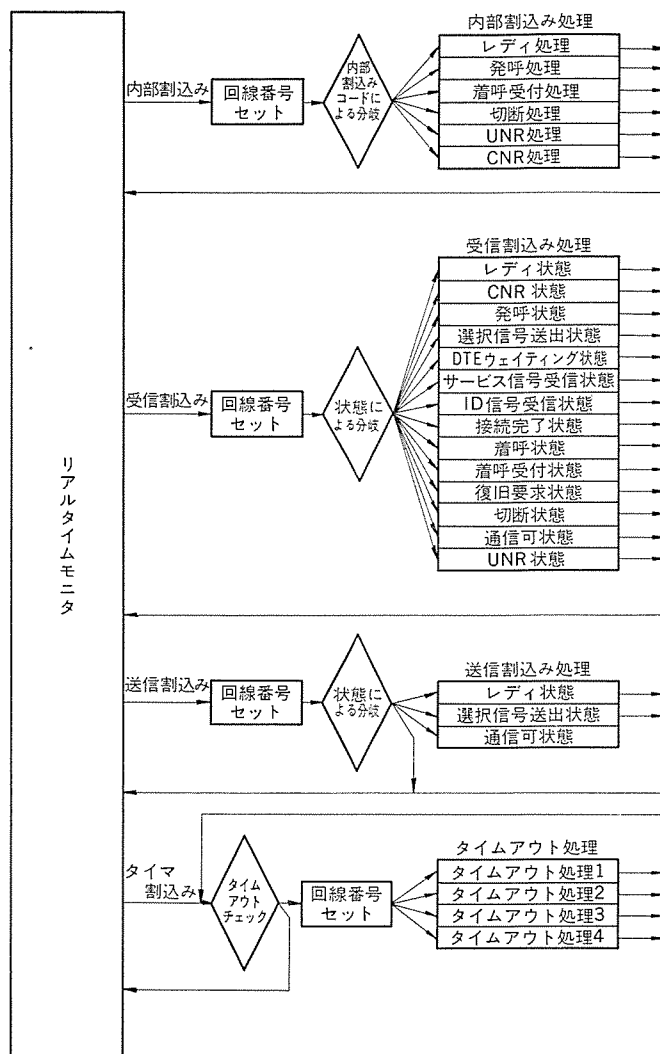 リアルタイムモニタ
内部割込み
回線番号
セット
内部
割込み
コードに
よる分岐
内部割込み処理
レディ処理
発呼処理
着呼受付処理
切断処理
UNR処理
CNR処理
受信割込み
回線番号
セット
状態に
よる分岐
受信割込み処理
レディ状態
CNR状態
発呼状態
選択信号送出状態
DTEウェイティング状態
サービス信号受信状態
ID信号受信状態
接続完了状態
着呼状態
着呼受付状態
復旧要求状態
切断状態
通信可状態
UNR状態
送信割込み
回線番号
セット
状態に
よる分岐
送信割込み処理
レディ状態
選択信号送出状態
通信可状態
タイマ
割込み
タイム
アウト
チェック
回線番号
セット
タイムアウト処理
タイムアウト処理1
タイムアウト処理2
タイムアウト処理3
タイムアウト処理4